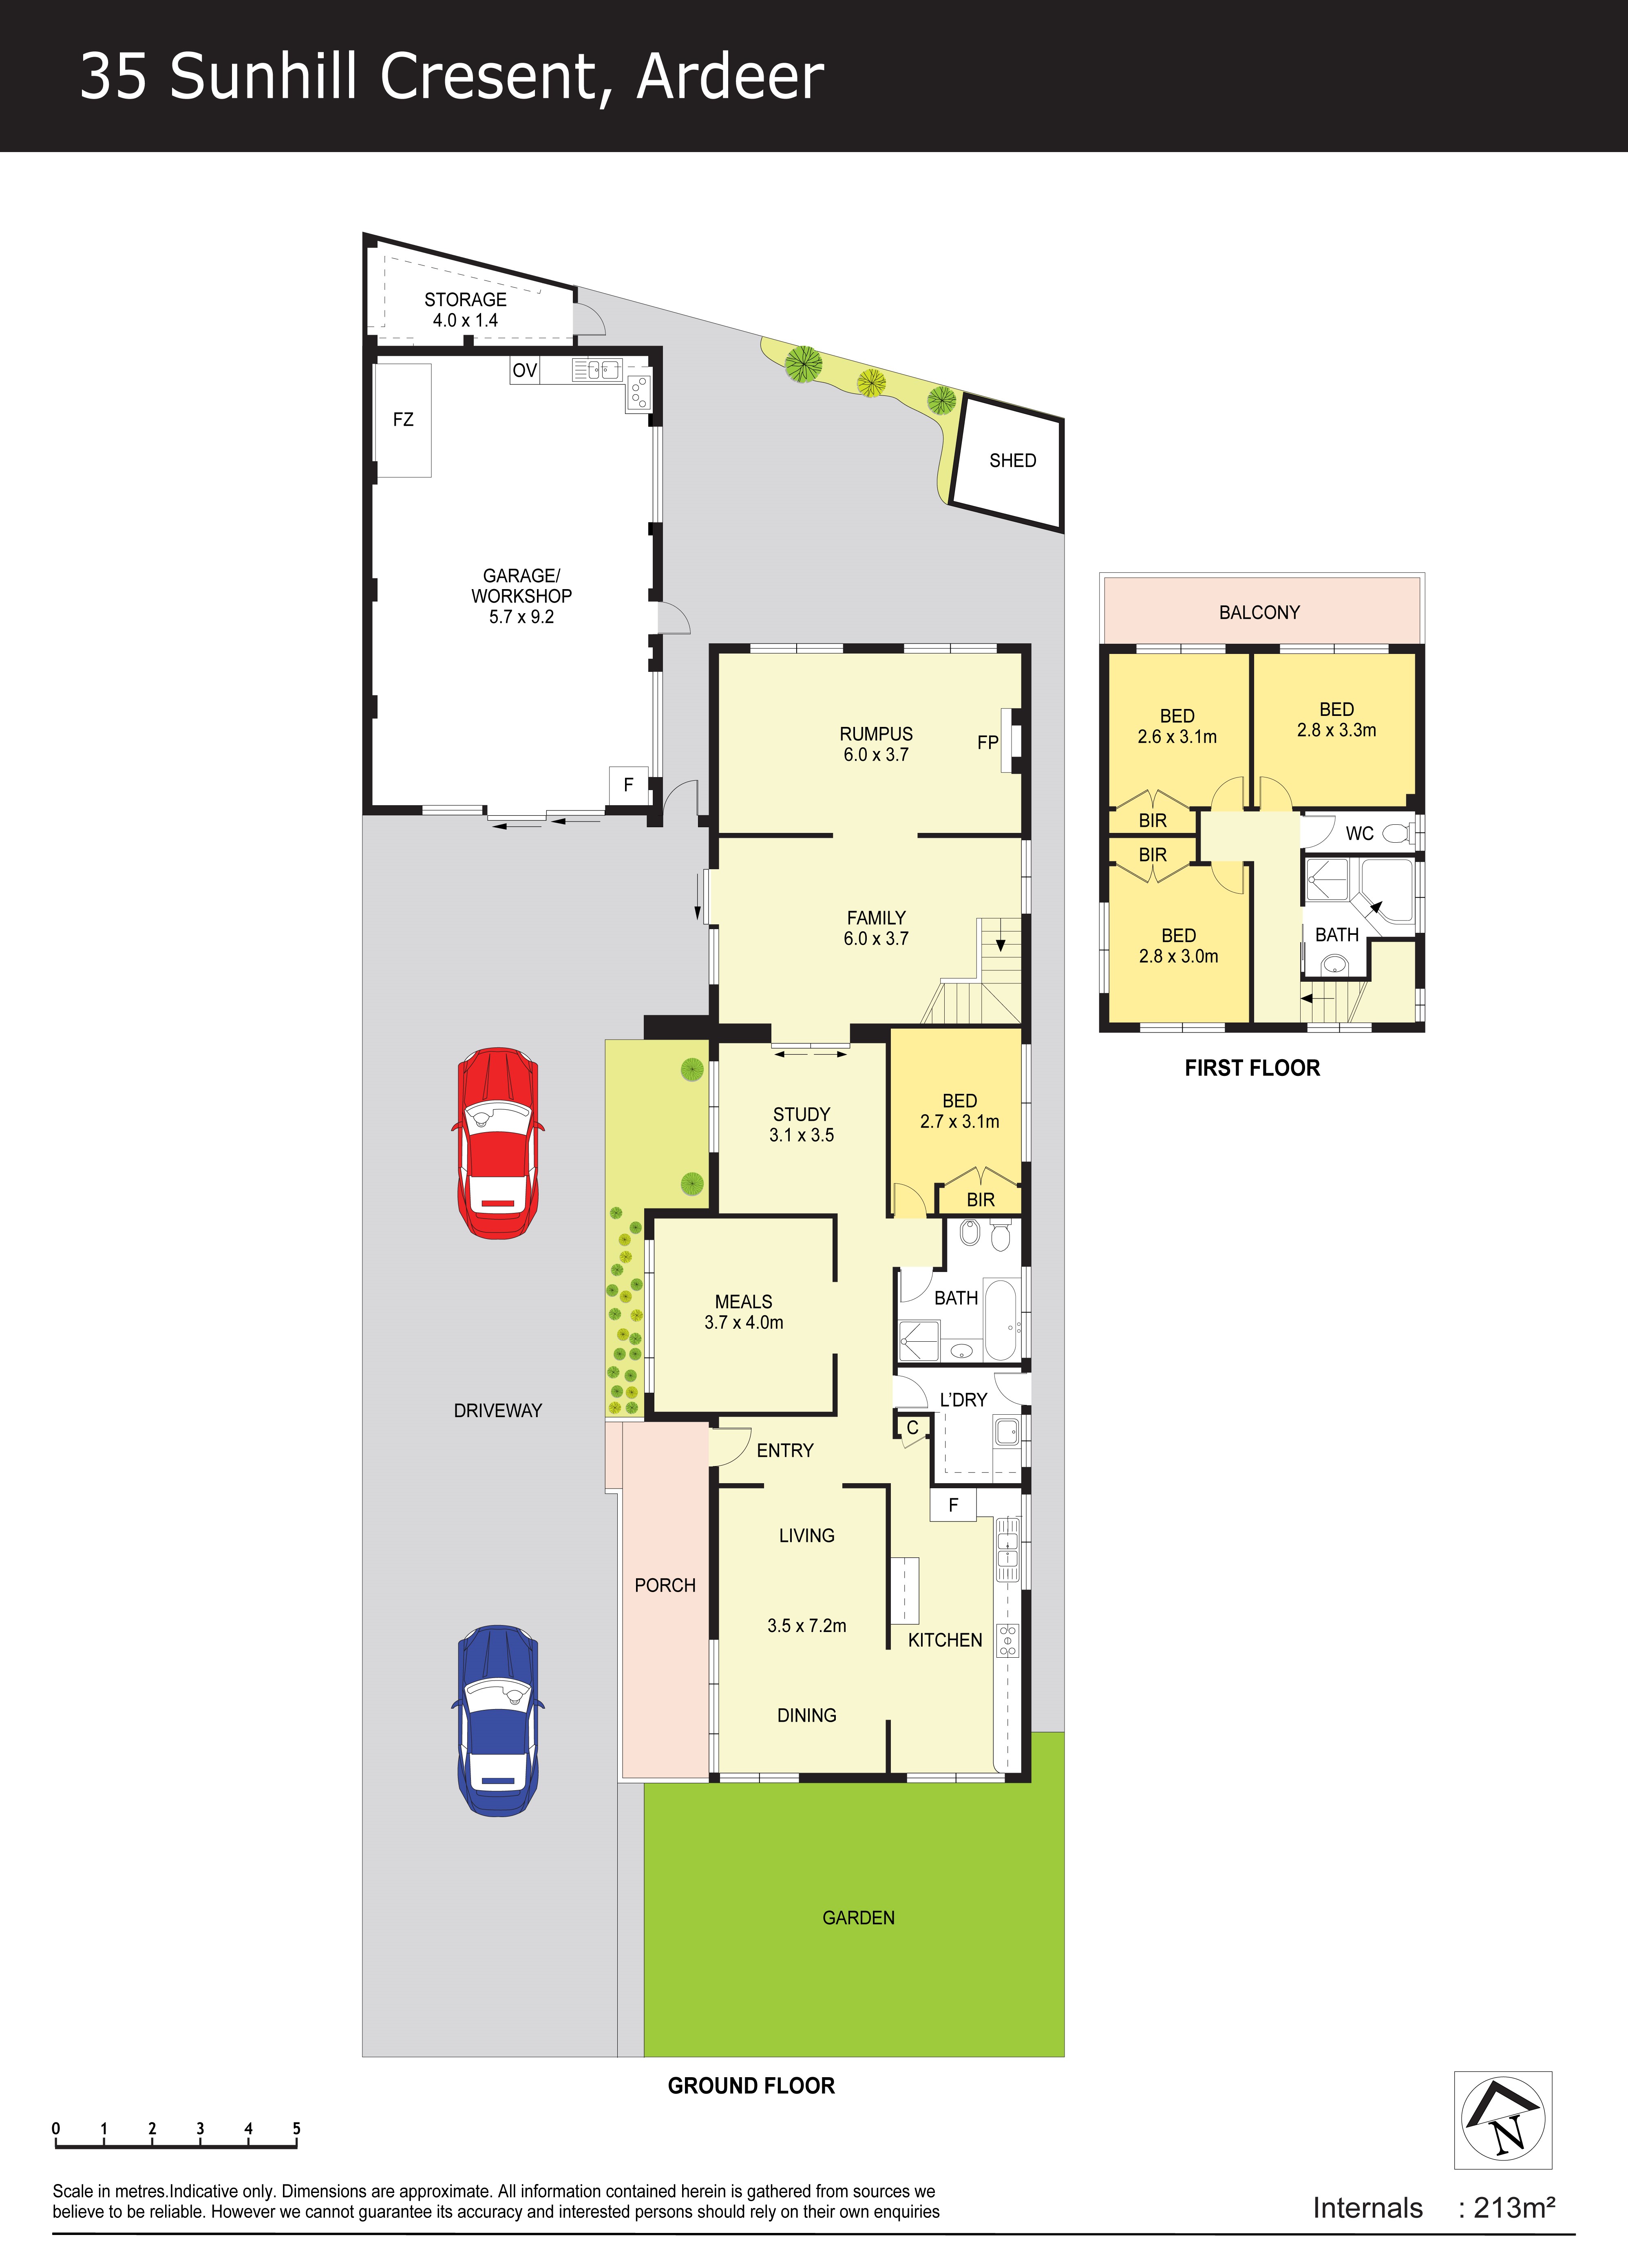 35 Sunhill Cresent, Ardeer
STORAGE
4.0 x 1.4
OV
FZ
SHED
GARAGE/
WORKSHOP
5.7 x 9.2
F
RUMPUS
6.0 x 3.7
FP
FAMILY
6.0 x 3.7
STUDY
3.1 x 3.5
BED
2.7 x 3.1m
BIR
MEALS
3.7 x 4.0m
BATH
DRIVEWAY
L'DRY
C
ENTRY
F
LIVING
PORCH
3.5 x 7.2m
KITCHEN
DINING
GARDEN
GROUND FLOOR
BALCONY
BED
2.6 x 3.1m
BED
2.8 x 3.3m
BIR
WC
BIR
BED
2.8 x 3.0m
BATH
FIRST FLOOR
0 1 2 3 4 5
N
Scale in metres.Indicative only. Dimensions are approximate. All information contained herein is gathered from sources we
believe to be reliable. However we cannot guarantee its accuracy and interested persons should rely on their own enquiries
Internals : 213m²